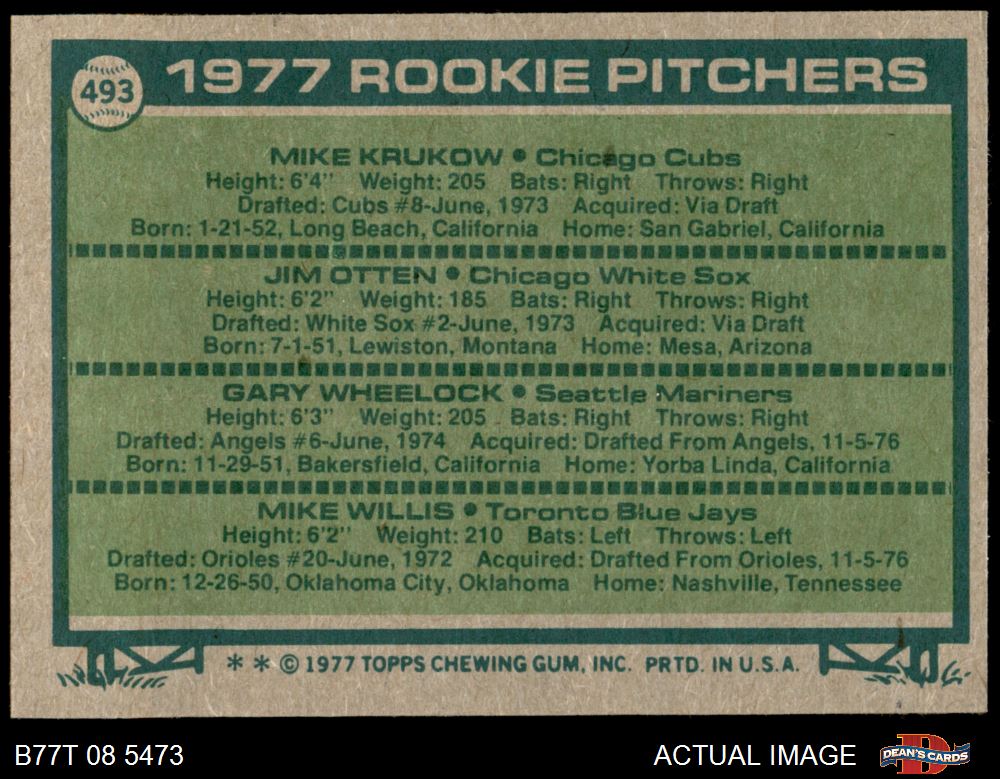 493
1977 ROOKIE PITCHERS
MIKE KRUKOW • Chicago Cubs
Height: 6'4" Weight: 205 Bats: Right Throws: Right
Drafted: Cubs #8-June, 1973 Acquired: Via Draft
Born: 1-21-52, Long Beach, California Home: San Gabriel, California
JIM OTTEN • Chicago White Sox
Height: 6'2" Weight: 185 Bats: Right Throws: Right
Drafted: White Sox #2-June, 1973 Acquired: Via Draft
Born: 7-1-51, Lewiston, Montana Home: Mesa, Arizona
GARY WHEELOCK • Seattle Mariners
Height: 6'3" Weight: 205 Bats: Right Throws: Right
Drafted: Angels #6-June, 1974 Acquired: Drafted From Angels, 11-5-76
Born: 11-29-51, Bakersfield, California Home: Yorba Linda, California
MIKE WILLIS • Toronto Blue Jays
Height: 6'2" Weight: 210 Bats: Left Throws: Left
Drafted: Orioles #20-June, 1972 Acquired: Drafted From Orioles, 11-5-76
Born: 12-26-50, Oklahoma City, Oklahoma Home: Nashville, Tennessee
* * © 1977 TOPPS CHEWING GUM, INC. PRTD. IN U.S.A.
B77T 08 5473
ACTUAL IMAGE
D
DEAN'S CARDS